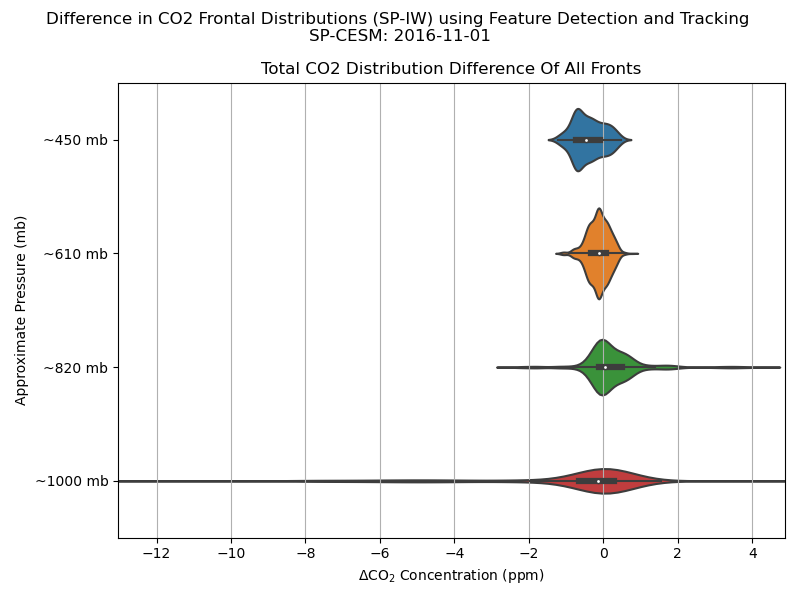 Difference in CO2 Frontal Distributions (SP-IW) using Feature Detection and Tracking
SP-CESM: 2016-11-01
Total CO2 Distribution Difference Of All Fronts
Approximate Pressure (mb)
~450 mb
~610 mb
~820 mb
~1000 mb
−12 −10 −8 −6 −4 −2 0 2 4
ΔCO₂ Concentration (ppm)